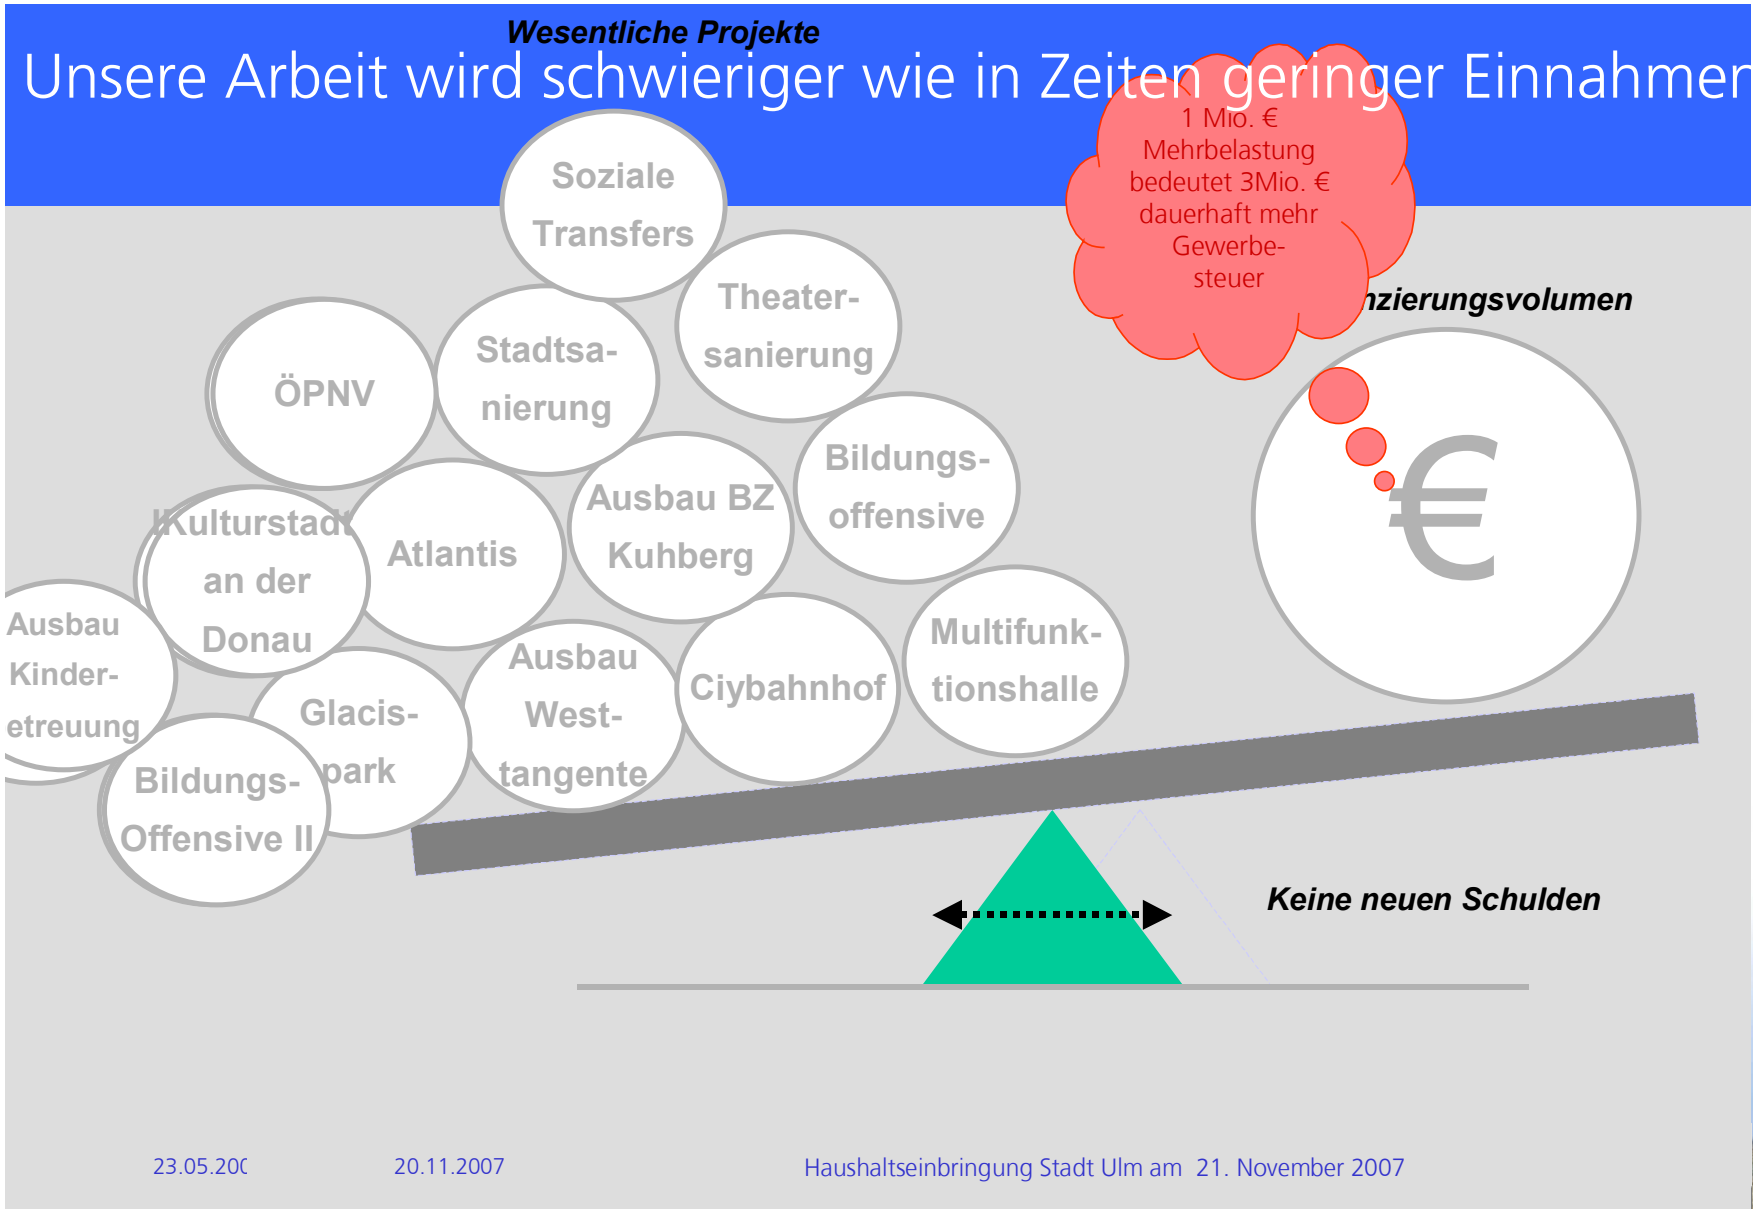 Wesentliche Projekte
Unsere Arbeit wird schwieriger wie in Zeiten geringer Einnahmen
1 Mio. €
Mehrbelastung
bedeutet 3Mio. €
dauerhaft mehr
Gewerbe-
steuer
nzierungsvolumen
€
Soziale
Transfers
Theater-
sanierung
Stadtsa-
nierung
ÖPNV
Bildungs-
offensive
Ausbau BZ
Kuhberg
Atlantis
Kulturstadt
an der
Donau
Ausbau
Kinder-
etreuung
Multifunk-
tionshalle
Ciybahnhof
Ausbau
West-
tangente
Glacis-
park
Bildungs-
Offensive II
Keine neuen Schulden
23.05.200
20.11.2007
Haushaltseinbringung Stadt Ulm am 21. November 2007